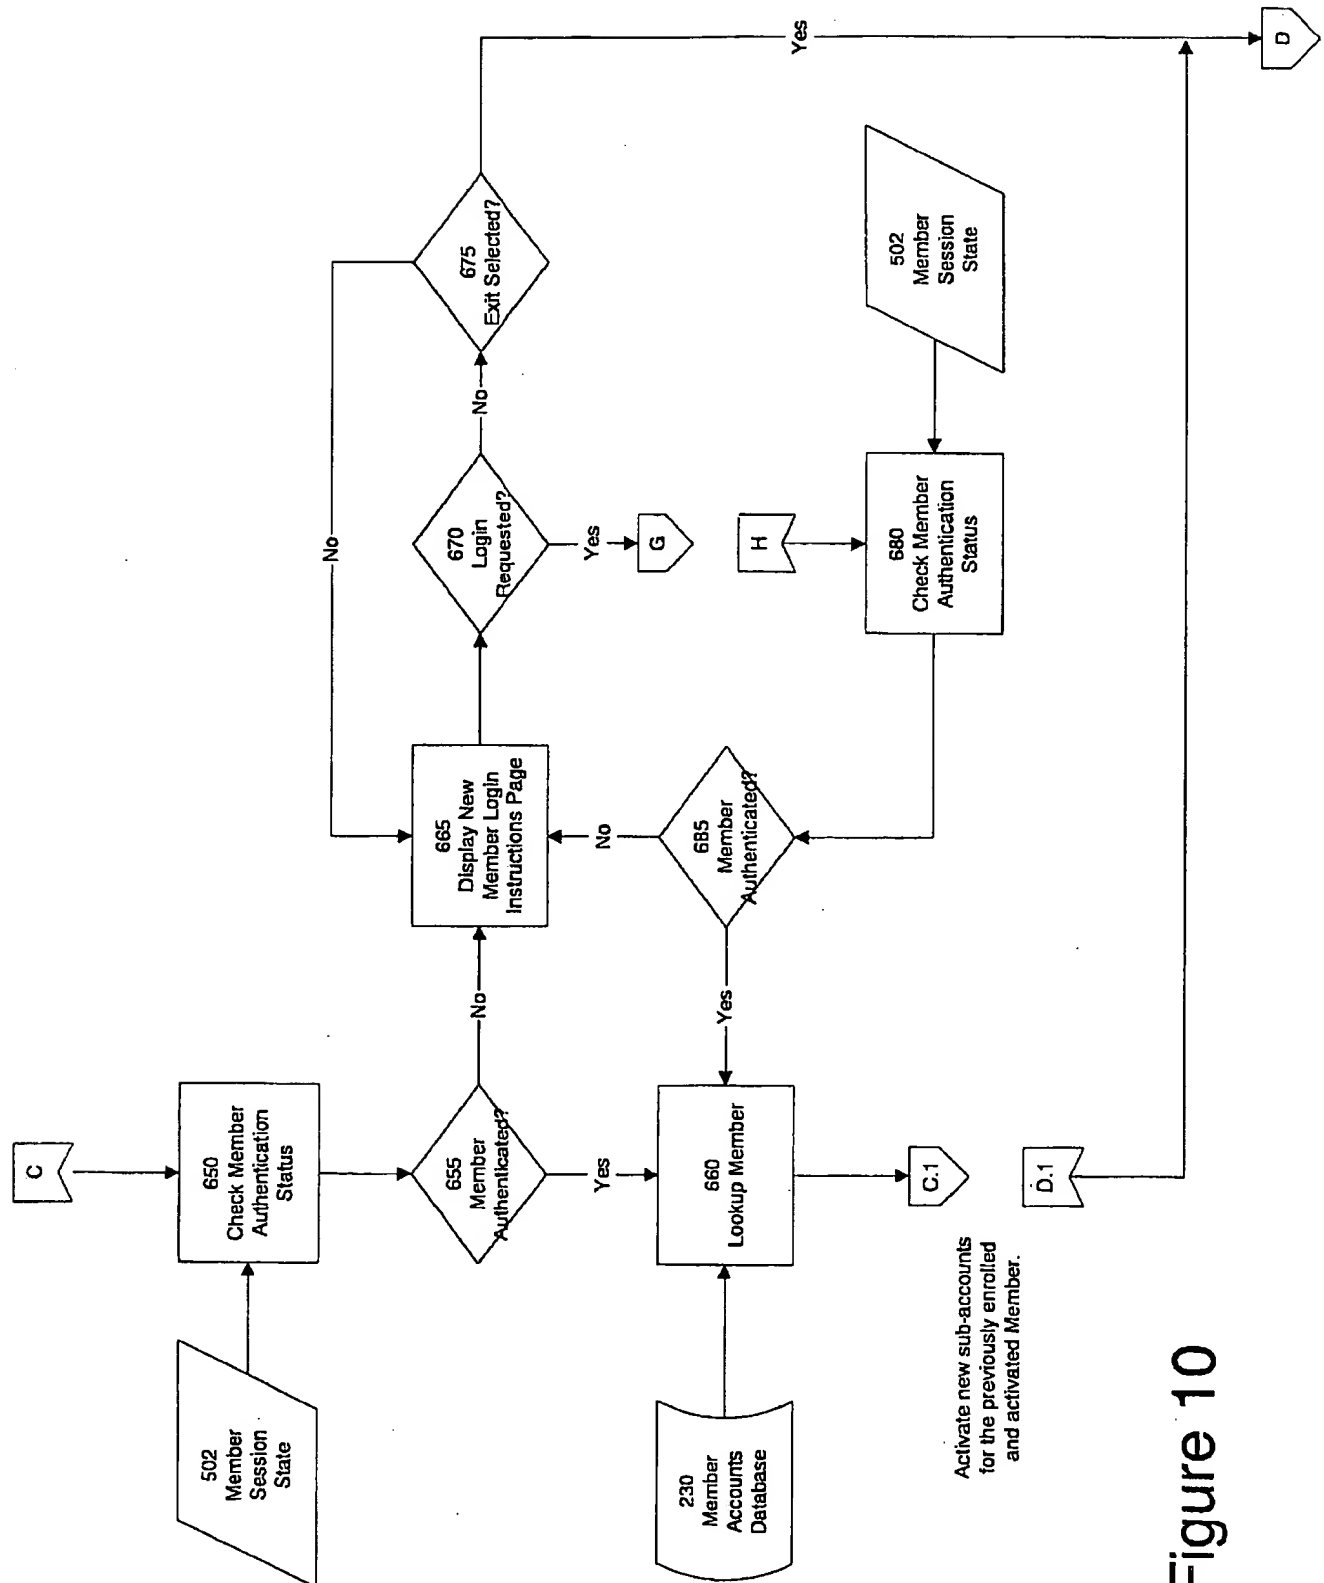 C
502
Member
Session
State
650
Check Member
Authentication
Status
655
Member
Authenticated?
No
Yes
230
Member
Accounts
Database
660
Lookup Member
C.1
Activate new sub-accounts
for the previously enrolled
and activated Member.
D.1
665
Display New
Member Login
Instructions Page
No
670
Login
Requested?
No
Yes
G
675
Exit Selected?
Yes
D
H
502
Member
Session
State
680
Check Member
Authentication
Status
685
Member
Authenticated?
No
Yes
Figure 10